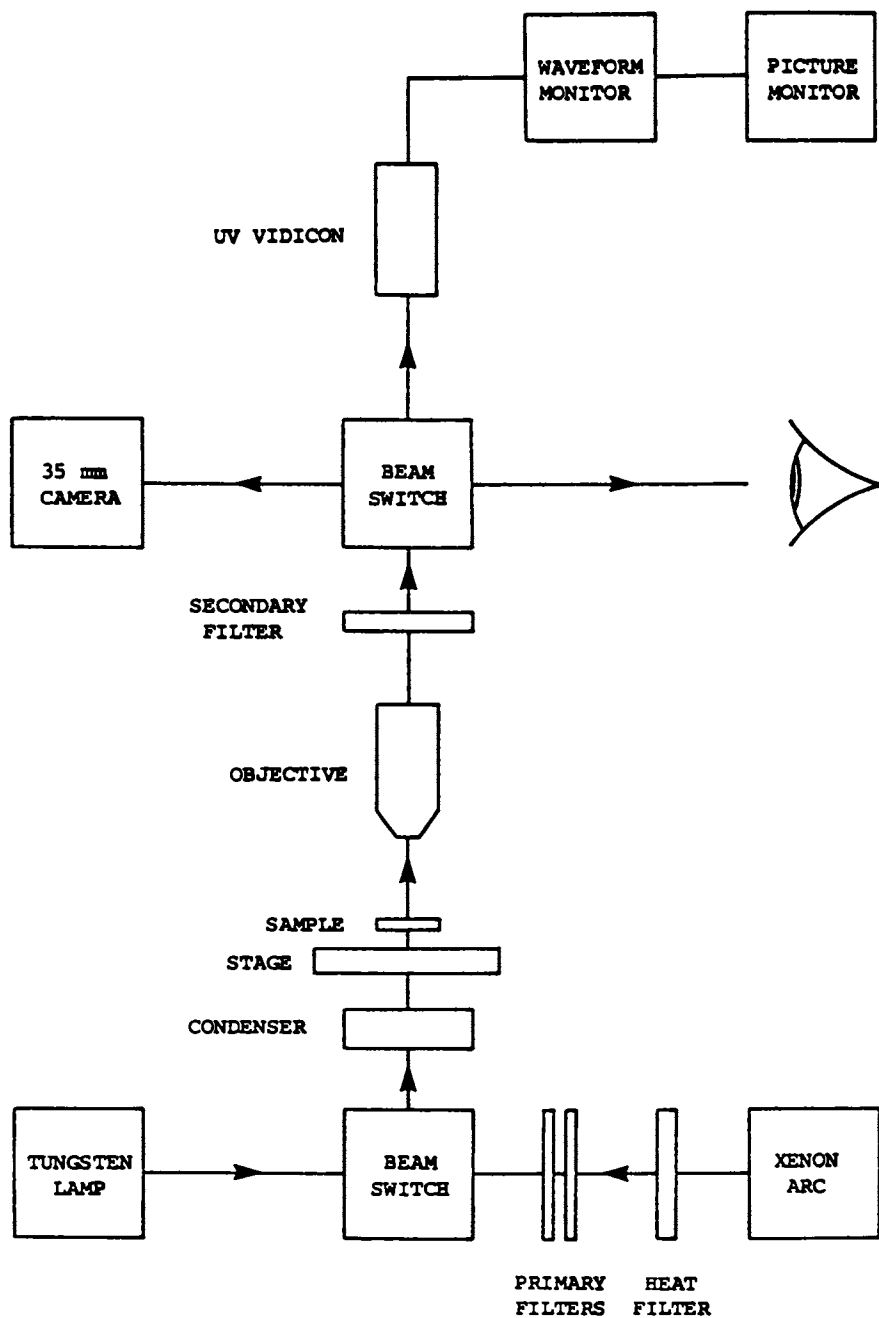 WAVEFORM
MONITOR
PICTURE
MONITOR
UV VIDICON
35 mm
CAMERA
BEAM
SWITCH
SECONDARY
FILTER
OBJECTIVE
SAMPLE
STAGE
CONDENSER
TUNGSTEN
LAMP
BEAM
SWITCH
XENON
ARC
PRIMARY
FILTERS
HEAT
FILTER